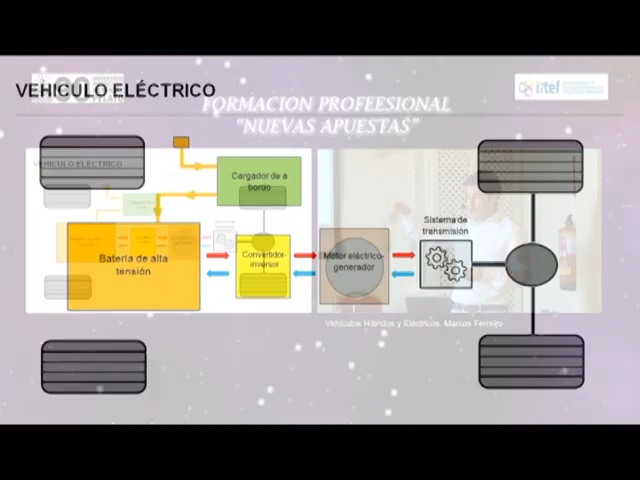 VEHICULO ELÉCTRICO
intef
FORMACION PROFEESIONAL
“NUEVAS APUESTAS”
VEHICULO ELÉCTRICO
Cargador de a
bordo
Sistema de
transmisión
Batería de alta
tensión
Convertidor-
inversor
Motor eléctrico-
generador
Vehículos Híbridos y Eléctricos. Marcos Ferreiro